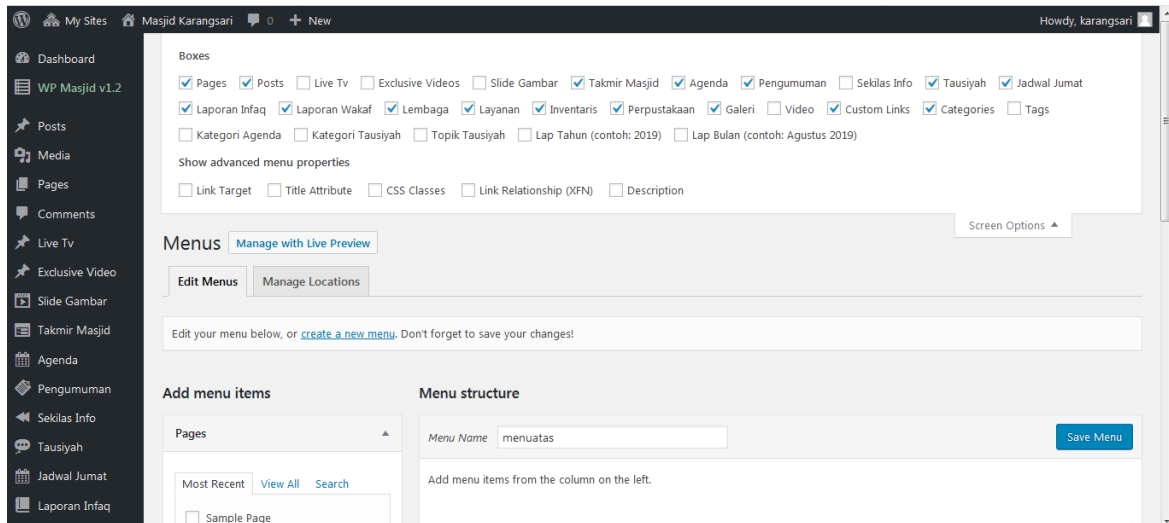 My Sites Masjid Karangsari 0 + New Howdy, karangsari
Dashboard
WP Masjid v1.2
Posts
Media
Pages
Comments
Live Tv
Exclusive Video
Slide Gambar
Takmir Masjid
Agenda
Pengumuman
Sekilas Info
Tausiyah
Jadwal Jumat
Laporan Infaq
Boxes
Pages Posts Live Tv Exclusive Videos Slide Gambar Takmir Masjid Agenda Pengumuman Sekilas Info Tausiyah Jadwal Jumat
Laporan Infaq Laporan Wakaf Lembaga Layanan Inventaris Perpustakaan Galeri Video Custom Links Categories Tags
Kategori Agenda Kategori Tausiyah Topik Tausiyah Lap Tahun (contoh: 2019) Lap Bulan (contoh: Agustus 2019)
Show advanced menu properties
Link Target Title Attribute CSS Classes Link Relationship (XFN) Description
Screen Options
Menus Manage with Live Preview
Edit Menus Manage Locations
Edit your menu below, or create a new menu. Don't forget to save your changes!
Add menu items
Pages
Most Recent View All Search
Sample Page
Menu structure
Menu Name menuatas Save Menu
Add menu items from the column on the left.